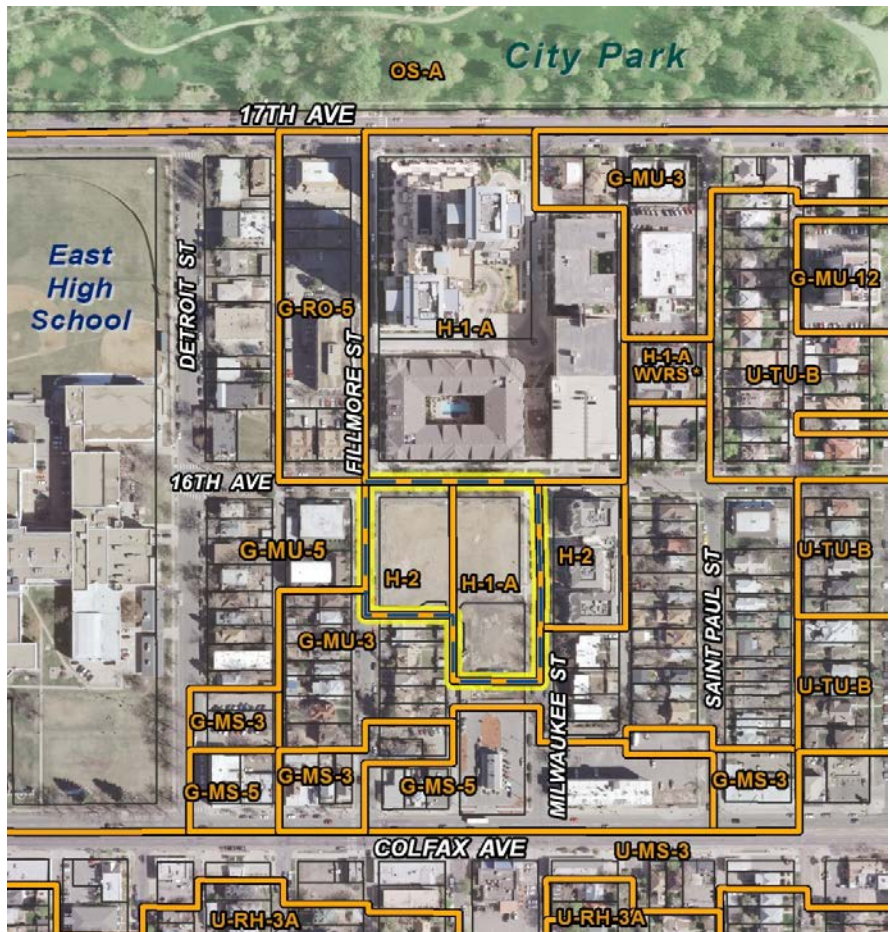 City Park
OS-A
17TH AVE
G-MU-3
East
High
School
DETROIT ST
G-RO-5
FILLMORE ST
H-1-A
H-1-A
WVRS *
U-TU-B
G-MU-12
16TH AVE
G-MU-5
H-2
H-1-A
H-2
SAINT PAUL ST
U-TU-B
G-MU-3
U-TU-B
G-MS-3
G-MS-5
G-MS-3
G-MS-5
MILWAUKEE ST
G-MS-3
COLFAX AVE
U-MS-3
U-RH-3A
U-RH-3A